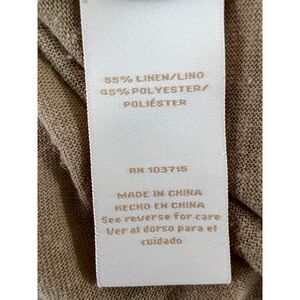 55% LINEN/LINO
45% POLYESTER/
POLIÉSTER
RN 103715
MADE IN CHINA
HECHO EN CHINA
See reverse for care
Ver al dorso para el
cuidado